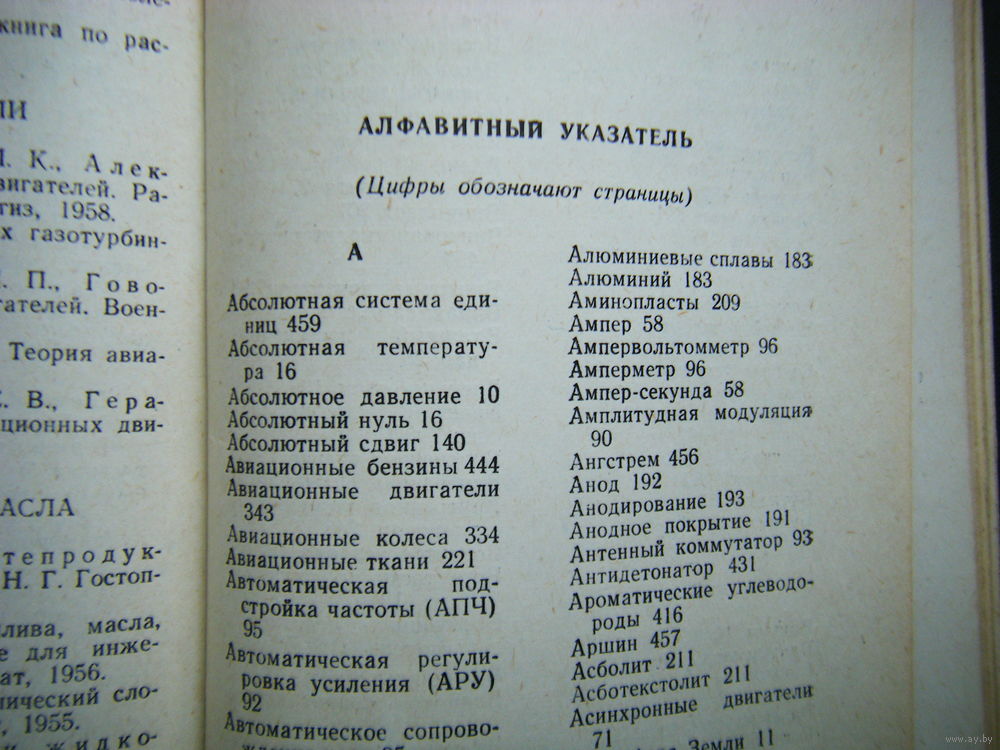 книга по рас-
ЛИ
К., Алек-
вигателей.
гиз, 1958.
х газотурбин-
П., Гово-
гателей. Воен-
Теория авиа-
В., Гера-
ционных дви-
АСЛА
тепродук-
Н. Г. Гостоп-
лива, масла,
е для инже-
ат, 1956.
нический сло-
, 1955.
жидко-
АЛФАВИТНЫЙ УКАЗАТЕЛЬ
(Цифры обозначают страницы)
А
Абсолютная система еди-
ниц 459
Абсолютная температу-
ра 16
Абсолютное давление 10
Абсолютный нуль 16
Абсолютный сдвиг 140
Авиационные бензины 444
Авиационные двигатели
343
Авиационные колеса 334
Авиационные ткани 221
Автоматическая под-
стройка частоты (АПЧ)
95
Автоматическая регули-
ровка усиления (АРУ)
92
Автоматическое сопрово-
Алюминиевые сплавы 183
Алюминий 183
Аминопласты 209
Ампер 58
Ампервольтомметр 96
Амперметр 96
Ампер-секунда 58
Амплитудная модуляция
90
Ангстрем 456
Анод 192
Анодирование 193
Анодное покрытие 191
Антенный коммутатор 93
Антидетонатор 431
Ароматические углеводо-
роды 416
Аршин 457
Асболит 211
Асботекстолит 211
Асинхронные двигатели
71
Земли 11
www.ay.by